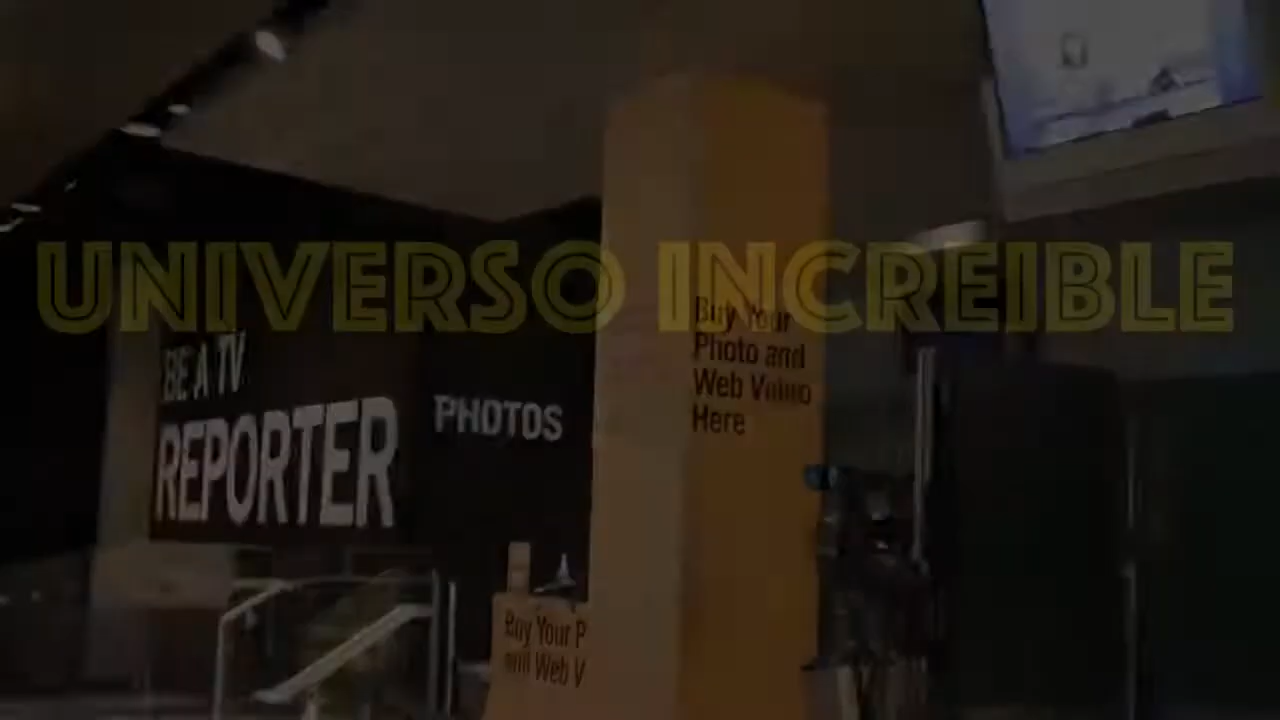 UNIVERSO INCREIBLE
BE A TV
REPORTER
PHOTOS
Buy Your
Photo and
Web Video
Here
Buy Your P
and Web V